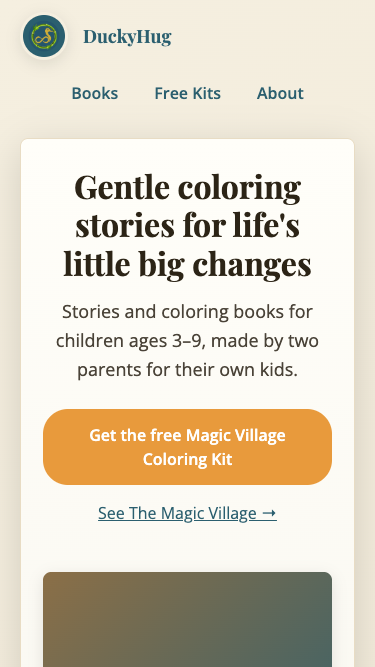 DuckyHug
Books Free Kits About
Gentle coloring
stories for life's
little big changes
Stories and coloring books for
children ages 3–9, made by two
parents for their own kids.
Get the free Magic Village
Coloring Kit
See The Magic Village →